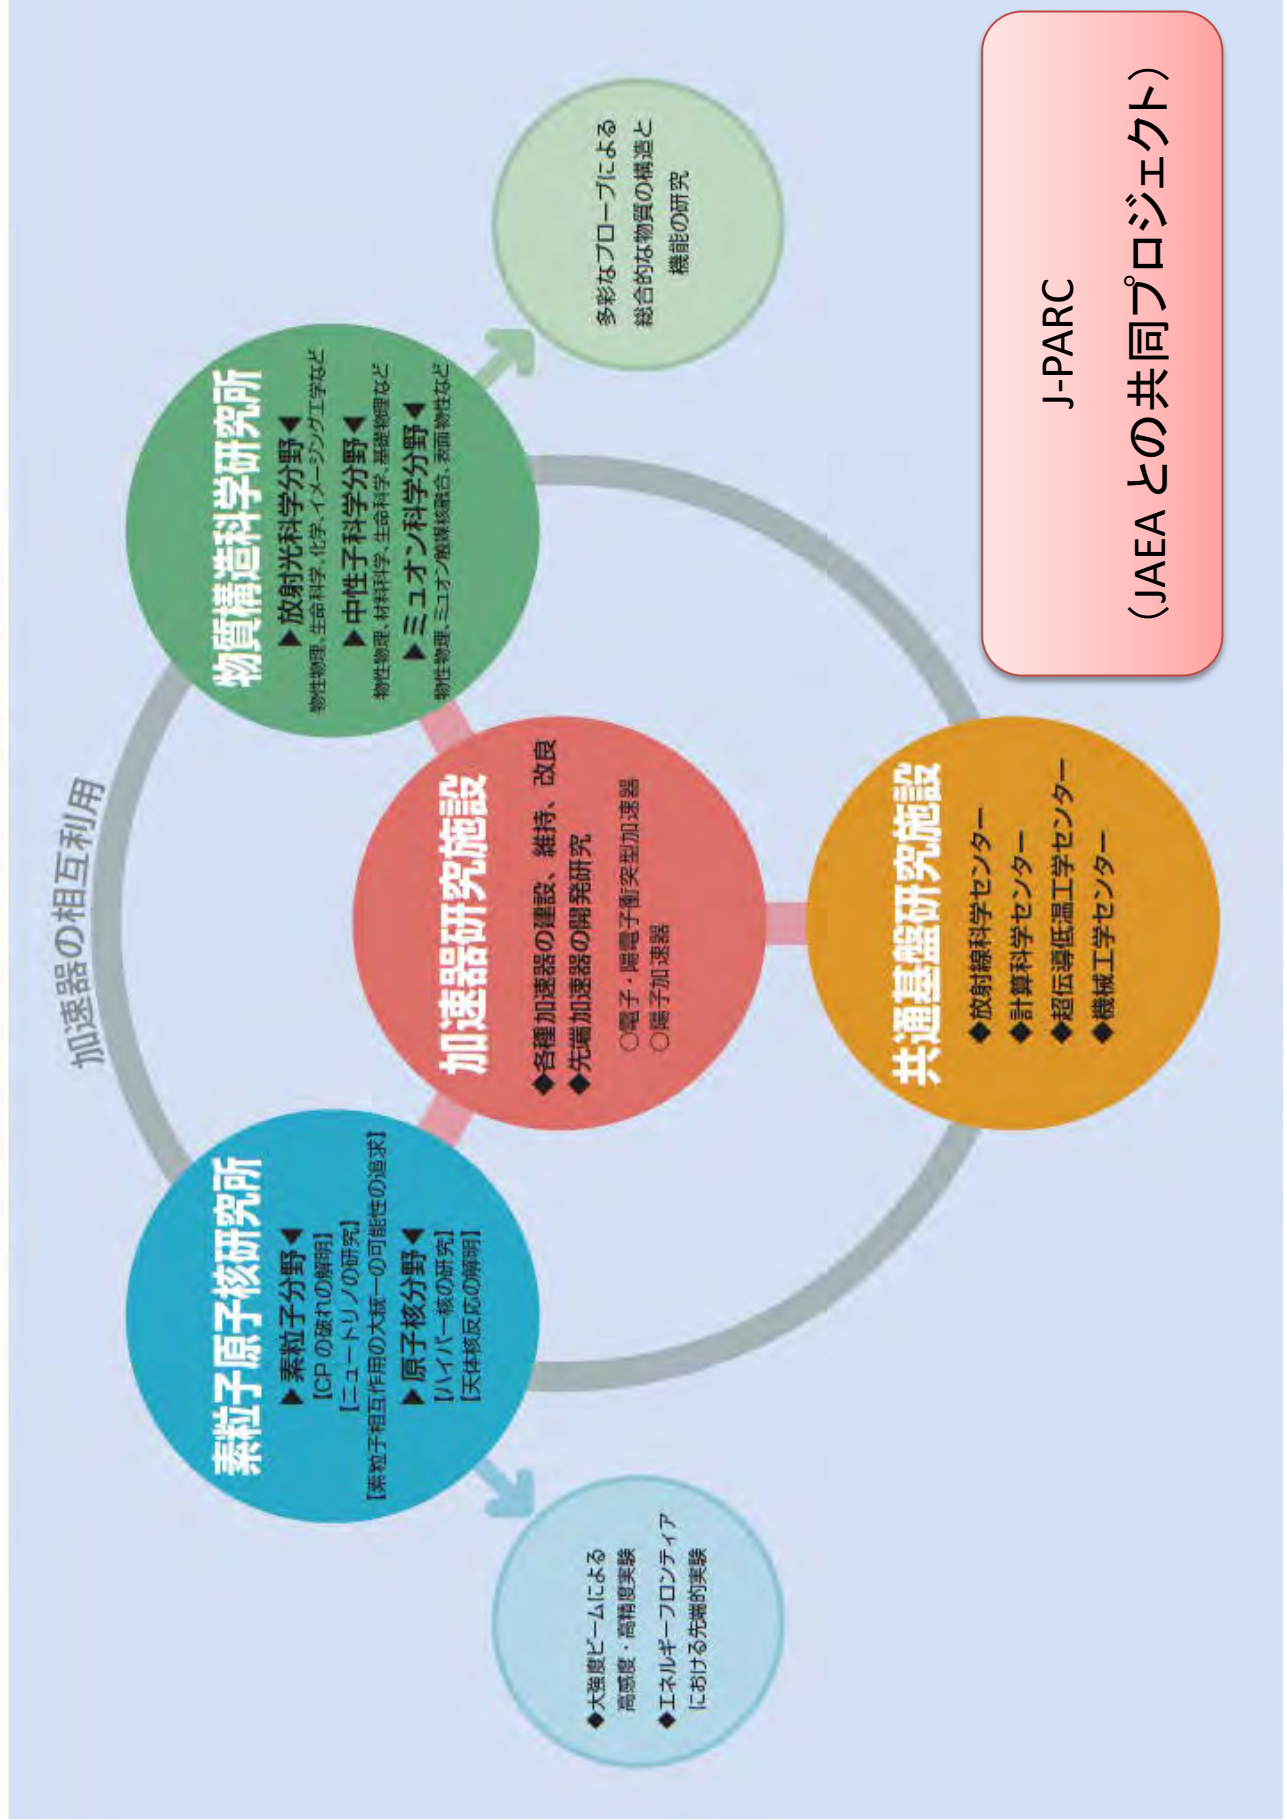 加速器の相互利用
素粒子原子核研究所
▶素粒子分野◀
【CPの破れの解明】
【ニュートリノの研究】
【素粒子相互作用の大統一の可能性の追求】
▶原子核分野◀
【ハイパー核の研究】
【天体核反応の解明】
物質構造科学研究所
▶放射光科学分野◀
物性物理、生命科学、化学、イメージング工学など
▶中性子科学分野◀
物性物理、材料科学、生命科学、基礎物理など
▶ミュオン科学分野◀
物性物理、ミュオン触媒核融合、表面物性など
加速器研究施設
◆各種加速器の建設、維持、改良
◆先端加速器の開発研究
○電子・陽電子衝突型加速器
○陽子加速器
◆大強度ビームによる
高感度・高精度実験
◆エネルギーフロンティア
における先端的実験
多彩なプローブによる
総合的な物質の構造と
機能の研究
共通基盤研究施設
◆放射線科学センター
◆計算科学センター
◆超伝導低温工学センター
◆機械工学センター
J-PARC
（JAEA との共同プロジェクト）